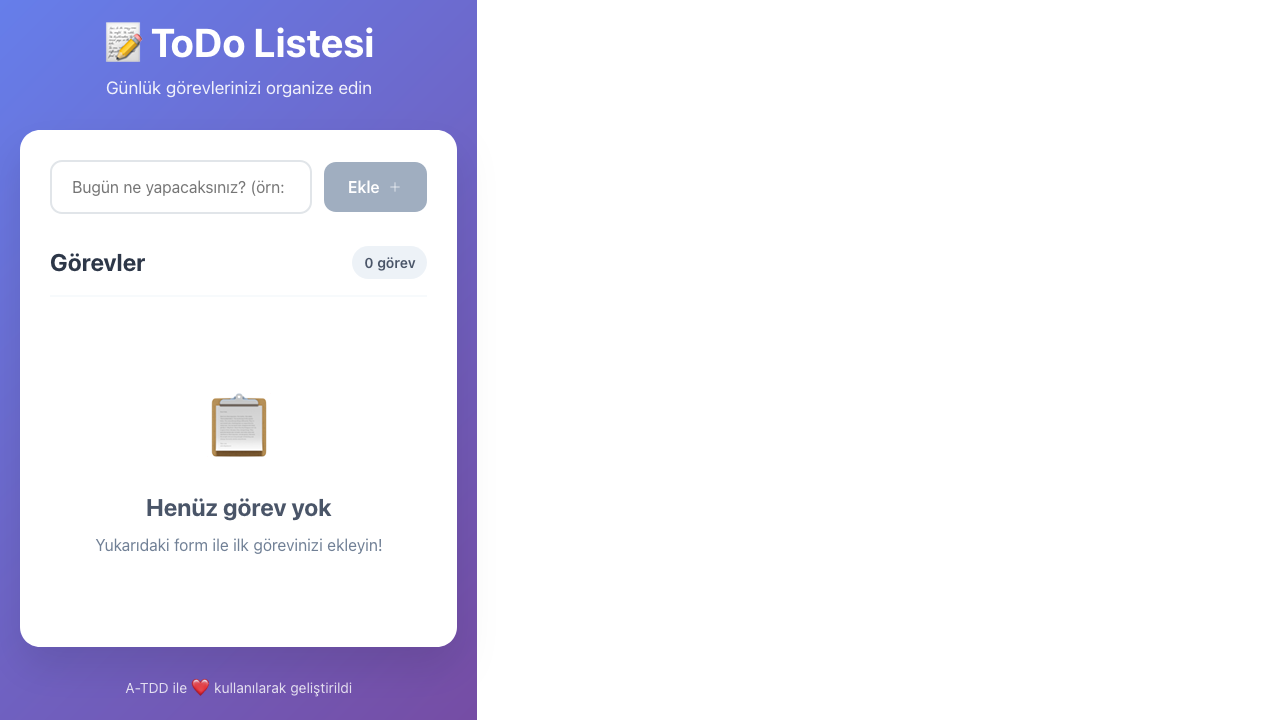 ToDo Listesi
Günlük görevlerinizi organize edin
Bugün ne yapacaksınız? (örn:
Ekle +
Görevler
0 görev
Henüz görev yok
Yukarıdaki form ile ilk görevinizi ekleyin!
A-TDD ile ❤️ kullanılarak geliştirildi